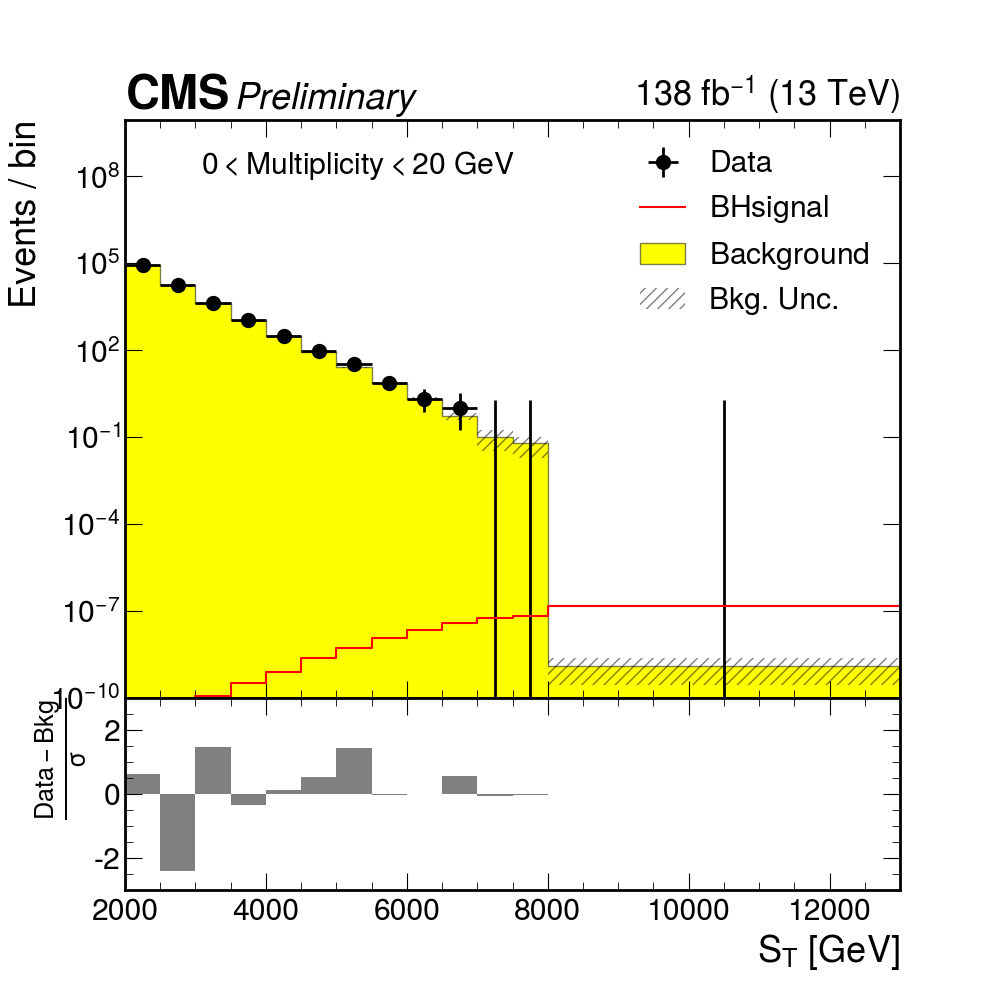 CMS Preliminary 138 fb⁻¹ (13 TeV)
0 < Multiplicity < 20 GeV
Data
BHsignal
Background
Bkg. Unc.
Events / bin
10⁸
10⁵
10²
10⁻¹
10⁻⁴
10⁻⁷
10⁻¹⁰
Data – Bkg
σ
2
0
-2
2000 4000 6000 8000 10000 12000
S_T [GeV]